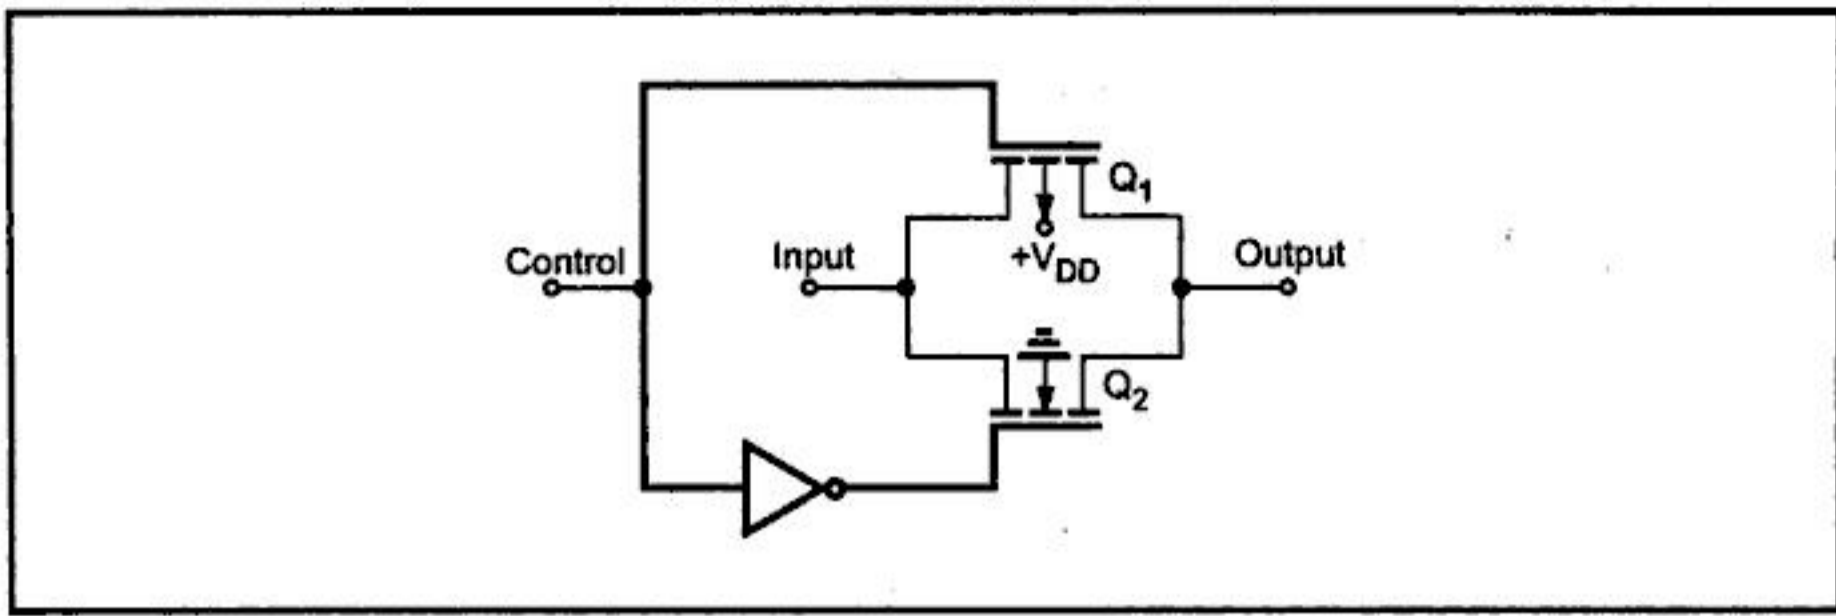 Q1
Control
Input
+VDD
Output
Q2